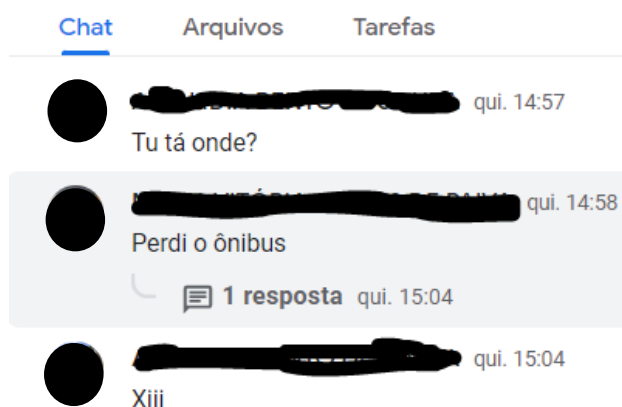 Chat Arquivos Tarefas
qui. 14:57
Tu tá onde?
qui. 14:58
Perdi o ônibus
1 resposta qui. 15:04
qui. 15:04
Xiii